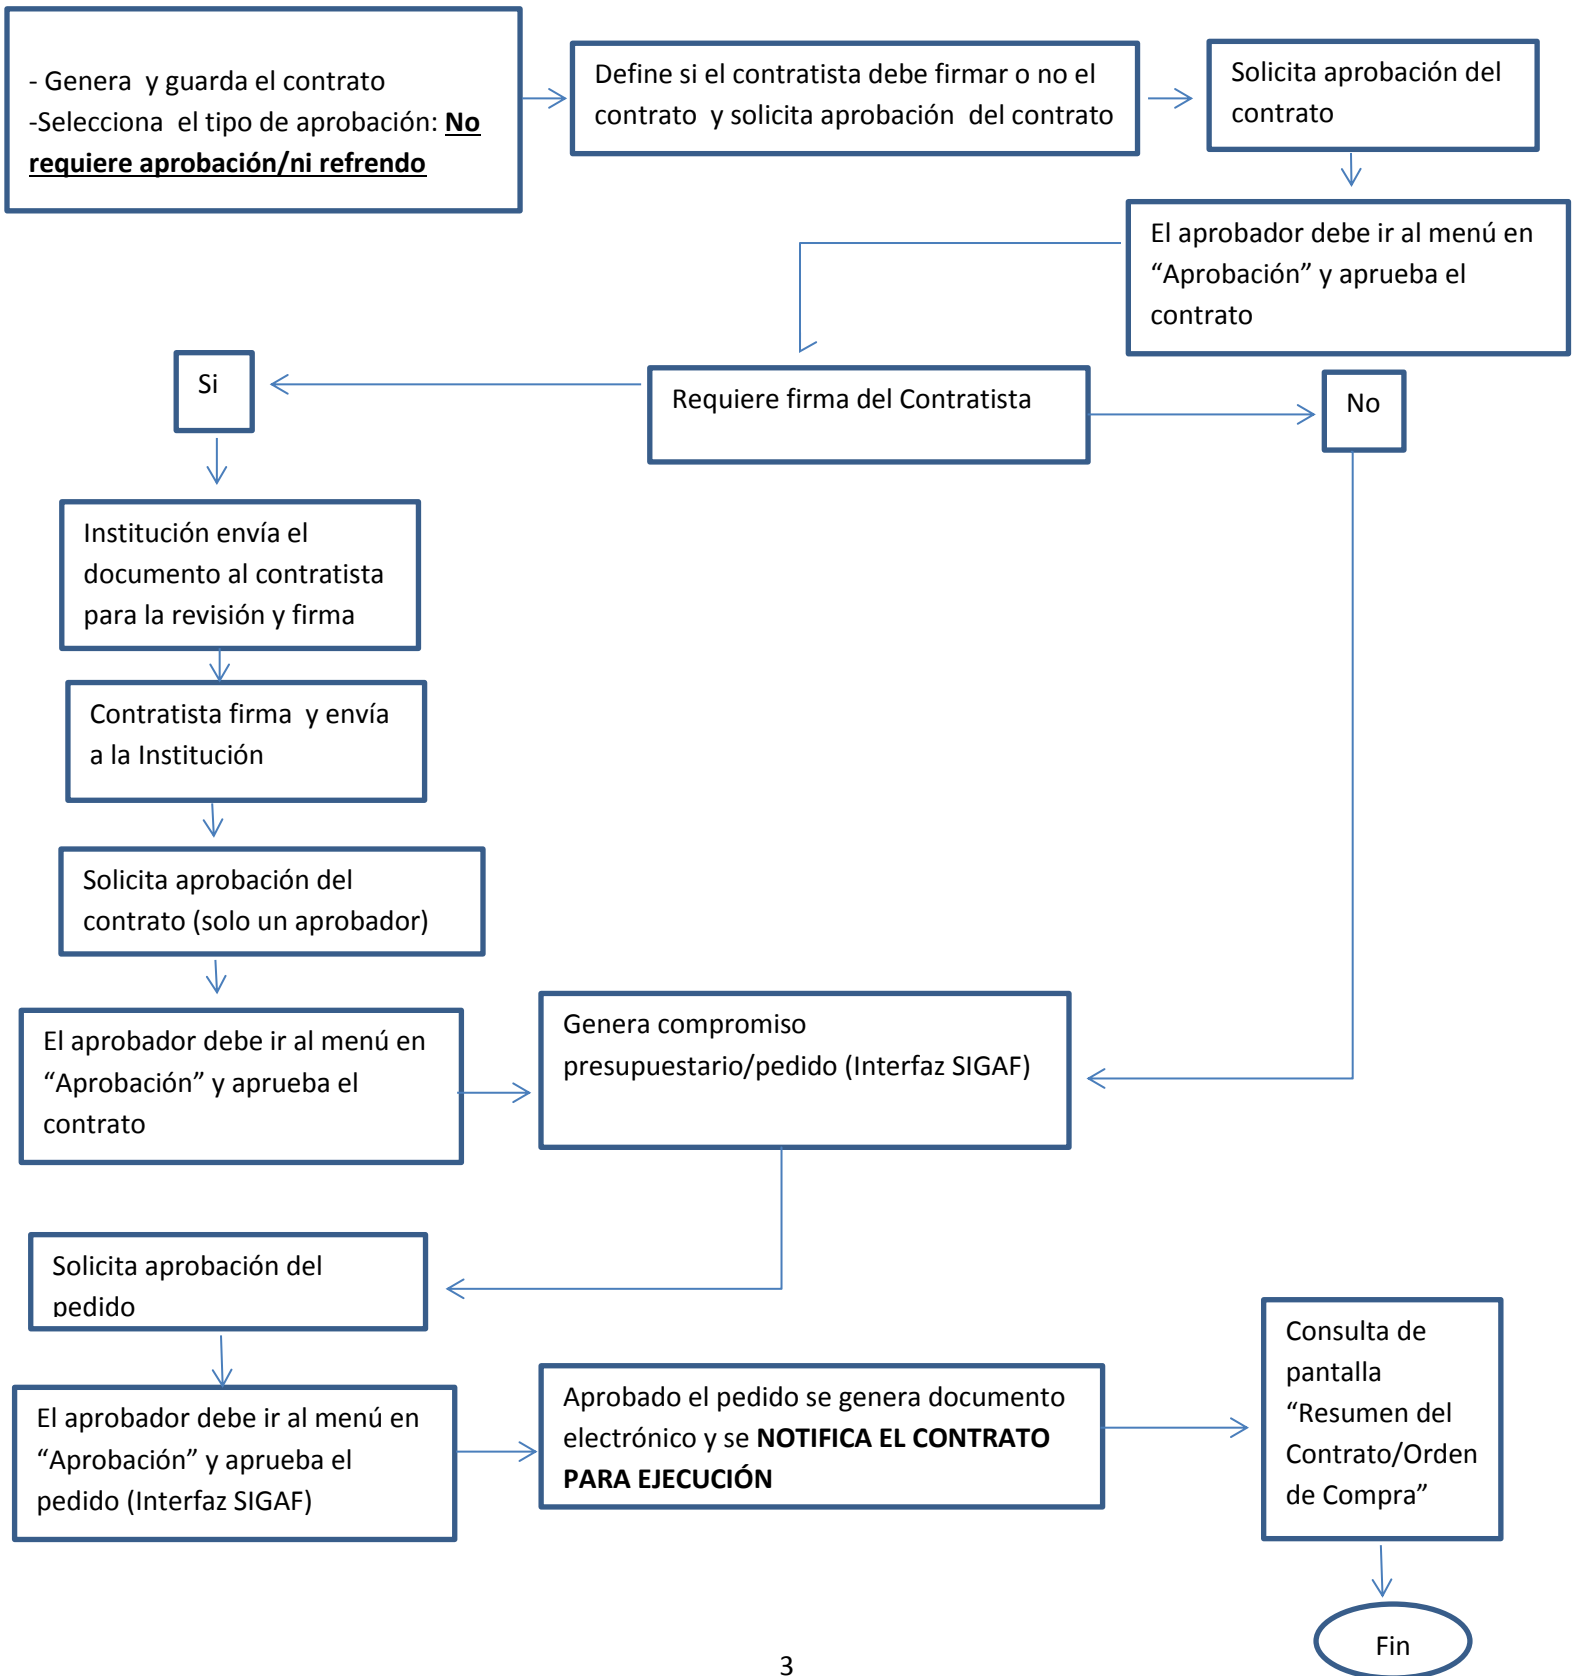 - Genera  y guarda el contrato
-Selecciona  el tipo de aprobación: No
requiere aprobación/ni refrendo
Define si el contratista debe firmar o no el
contrato  y solicita aprobación  del contrato
Solicita aprobación del
contrato
El aprobador debe ir al menú en
“Aprobación” y aprueba el
contrato
Si
Requiere firma del Contratista
No
Institución envía el
documento al contratista
para la revisión y firma
Contratista firma  y envía
a la Institución
Solicita aprobación del
contrato (solo un aprobador)
El aprobador debe ir al menú en
“Aprobación” y aprueba el
contrato
Genera compromiso
presupuestario/pedido (Interfaz SIGAF)
Solicita aprobación del
pedido
El aprobador debe ir al menú en
“Aprobación” y aprueba el
pedido (Interfaz SIGAF)
Aprobado el pedido se genera documento
electrónico y se NOTIFICA EL CONTRATO
PARA EJECUCIÓN
Consulta de
pantalla
“Resumen del
Contrato/Orden
de Compra”
Fin
3